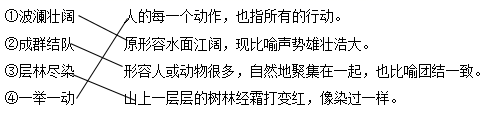 ①波澜壮阔 人的每一个动作，也指所有的行动。
②成群结队 原形容水面江阔，现比喻声势雄壮浩大。
③层林尽染 形容人或动物很多，自然地聚集在一起，也比喻团结一致。
④一举一动 山上一层层的树林经霜打变红，像染过一样。